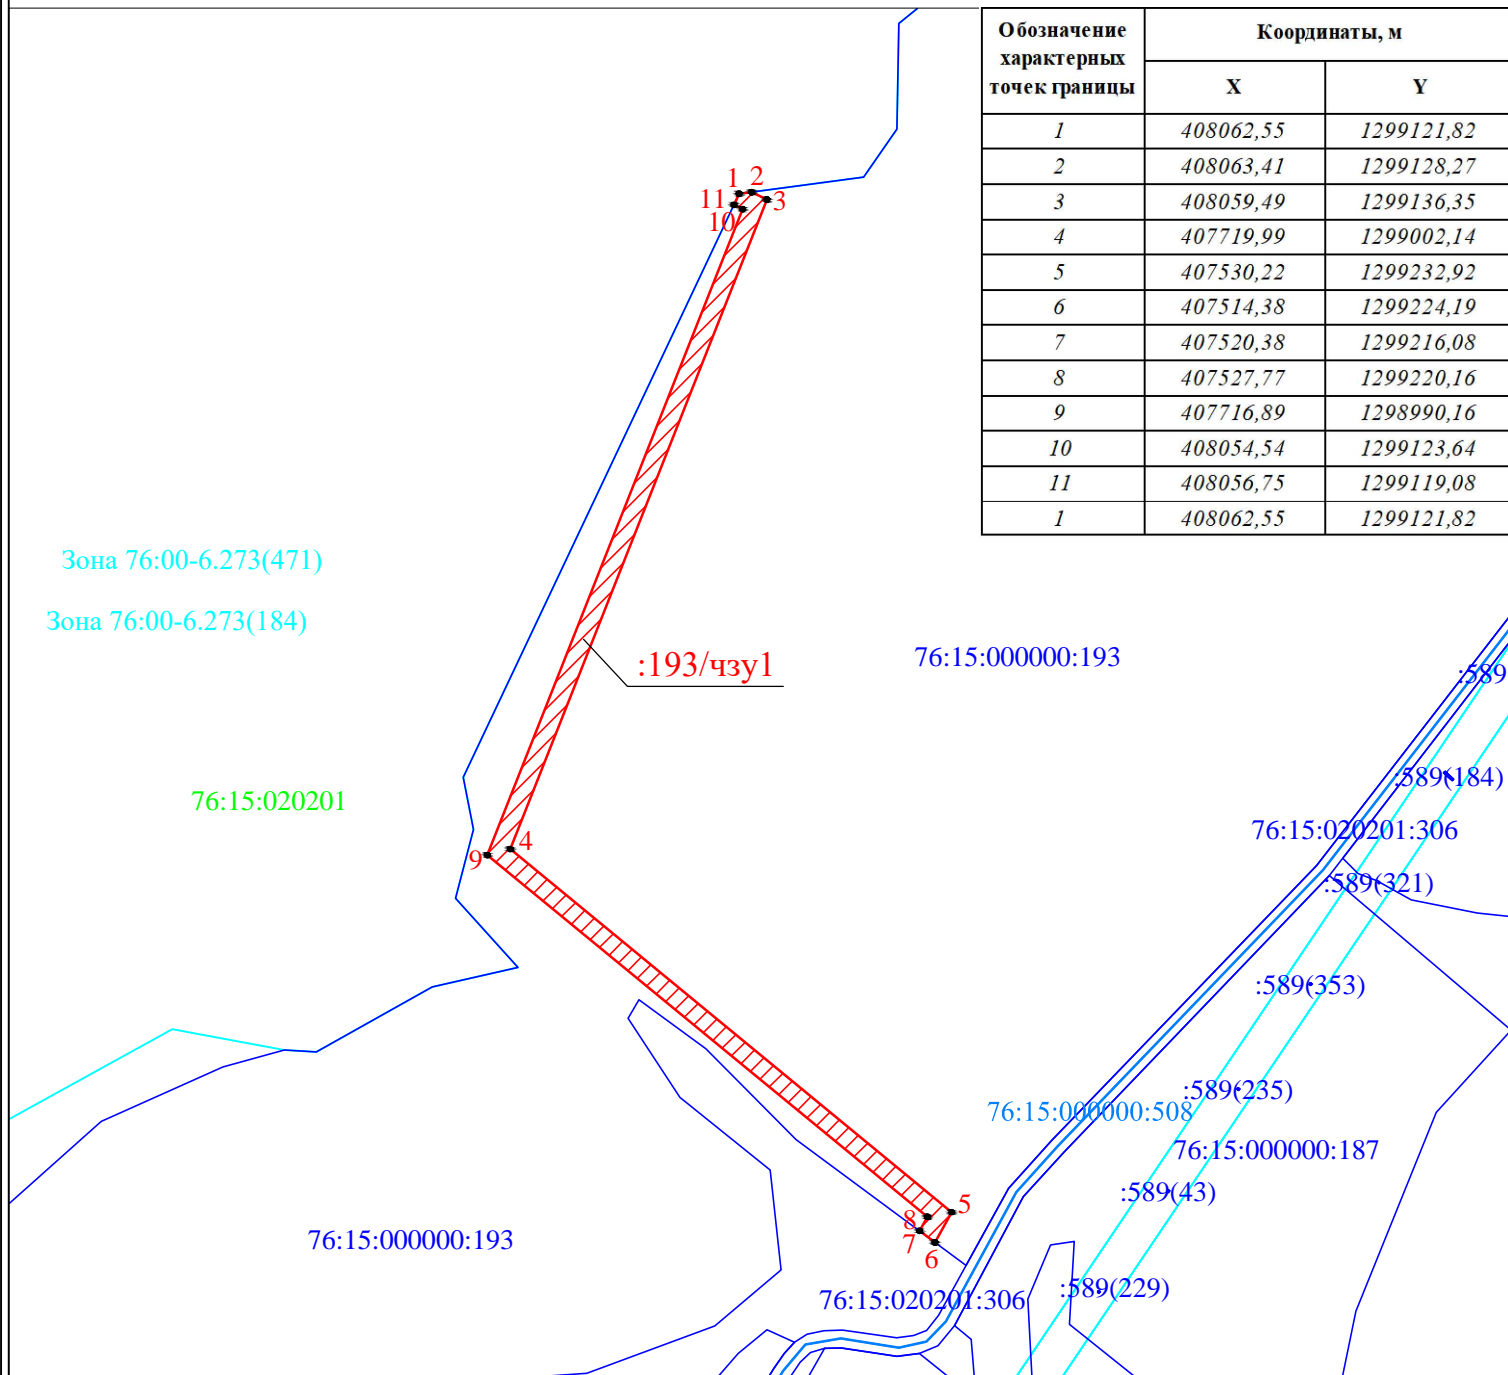 Обозначение характерных точек границы Координаты, м
X Y
1 408062,55 1299121,82
2 408063,41 1299128,27
3 408059,49 1299136,35
4 407719,99 1299002,14
5 407530,22 1299232,92
6 407514,38 1299224,19
7 407520,38 1299216,08
8 407527,77 1299220,16
9 407716,89 1298990,16
10 408054,54 1299123,64
11 408056,75 1299119,08
1 408062,55 1299121,82
1 2
11 3
10
Зона 76:00-6.273(471)
Зона 76:00-6.273(184)
:193/чзу1
76:15:000000:193
:589
:589(184)
76:15:020201
76:15:020201:306
4
9
:589(321)
:589(353)
:589(235)
76:15:000000:508
76:15:000000:187
:589(43)
5
8
7
6
76:15:000000:193
:589(229)
76:15:020201:306